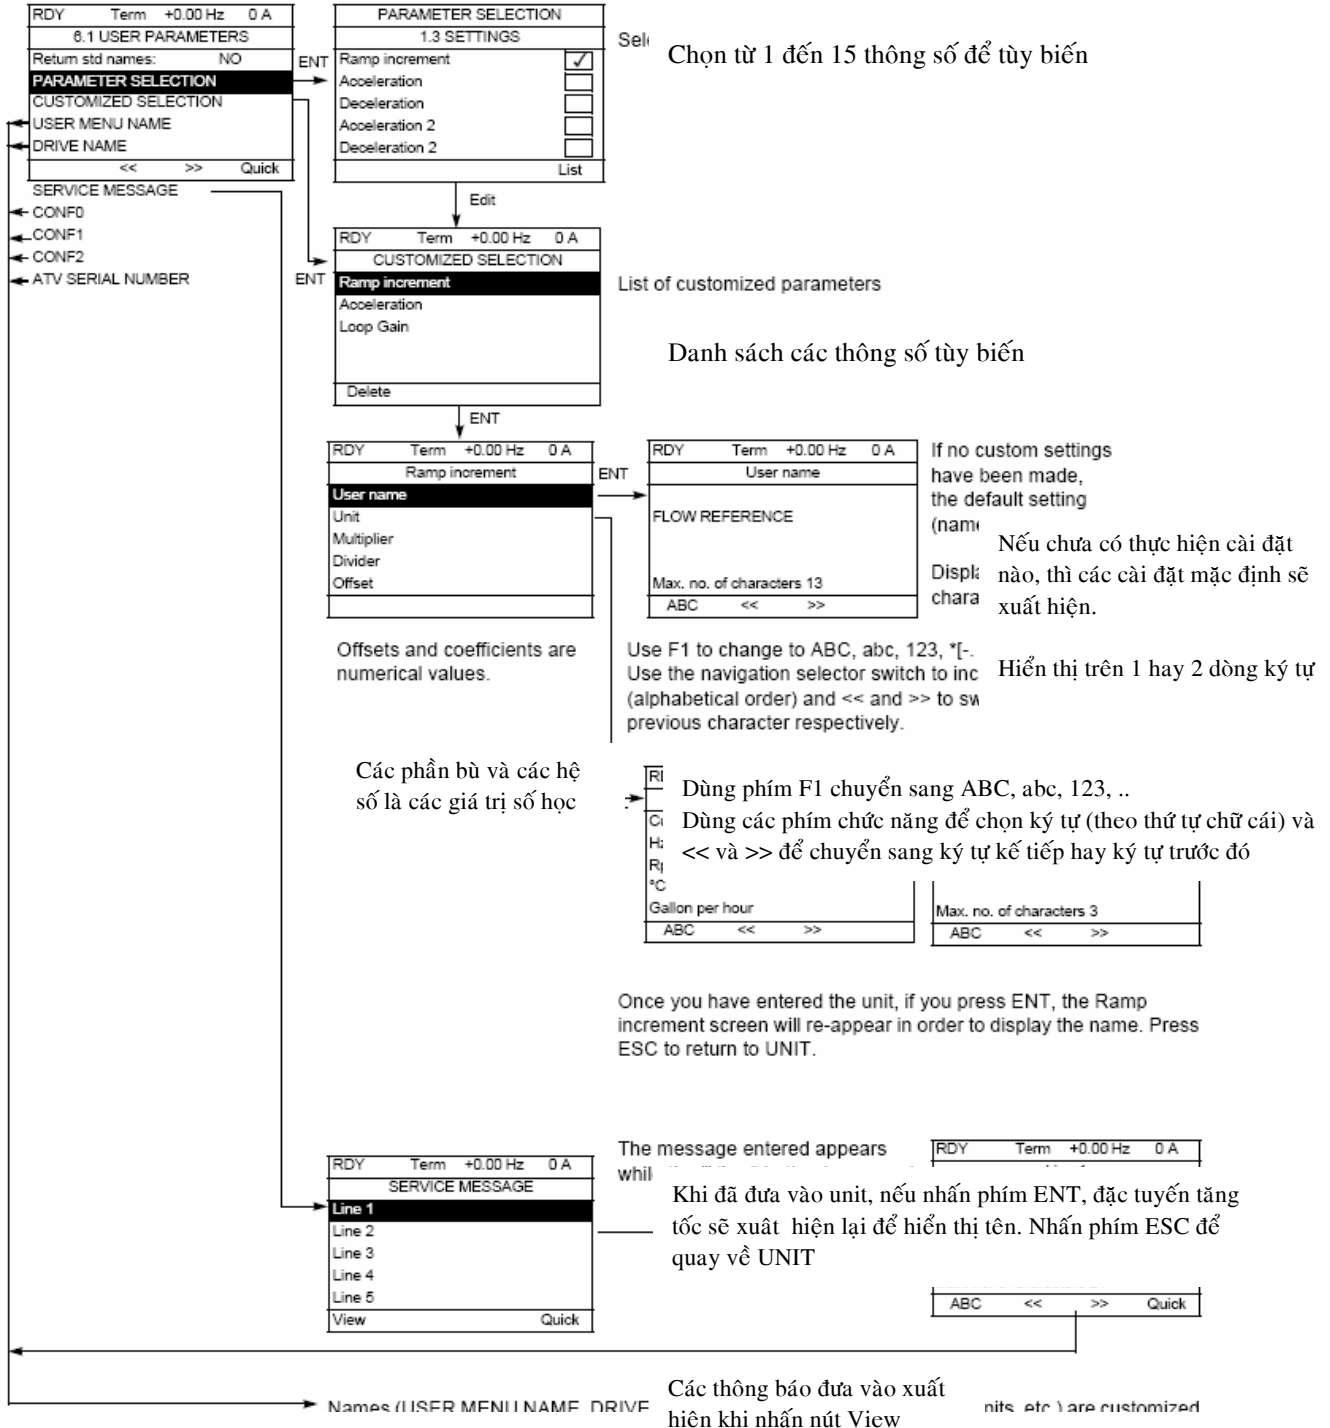 RDY Term +0.00 Hz 0 A
6.1 USER PARAMETERS
Return std names: NO
PARAMETER SELECTION
CUSTOMIZED SELECTION
USER MENU NAME
DRIVE NAME
<< >> Quick
SERVICE MESSAGE
CONF0
CONF1
CONF2
ATV SERIAL NUMBER
ENT
PARAMETER SELECTION
1.3 SETTINGS
Ramp increment ✓
Acceleration
Deceleration
Acceleration 2
Deceleration 2
List
Chọn từ 1 đến 15 thông số để tùy biến
Edit
ENT
RDY Term +0.00 Hz 0 A
CUSTOMIZED SELECTION
Ramp increment
Acceleration
Loop Gain
Delete
List of customized parameters
Danh sách các thông số tùy biến
ENT
RDY Term +0.00 Hz 0 A
Ramp increment
User name
Unit
Multiplier
Divider
Offset
ENT
RDY Term +0.00 Hz 0 A
User name
FLOW REFERENCE
Max. no. of characters 13
ABC << >>
If no custom settings
have been made,
the default setting
Nếu chưa có thực hiện cài đặt
nào, thì các cài đặt mặc định sẽ
xuất hiện.
Hiển thị trên 1 hay 2 dòng ký tự
Offsets and coefficients are
numerical values.
Use F1 to change to ABC, abc, 123, *[-.
Use the navigation selector switch to
(alphabetical order) and << and >> to
previous character respectively.
Các phần bù và các hệ
số là các giá trị số học
Dùng phím F1 chuyển sang ABC, abc, 123, ..
Dùng các phím chức năng để chọn ký tự (theo thứ tự chữ cái) và
<< và >> để chuyển sang ký tự kế tiếp hay ký tự trước đó
°C
Gallon per hour
ABC << >>
Max. no. of characters 3
ABC << >>
Once you have entered the unit, if you press ENT, the Ramp
increment screen will re-appear in order to display the name. Press
ESC to return to UNIT.
The message entered appears
RDY Term +0.00 Hz 0 A
SERVICE MESSAGE
Line 1
Line 2
Line 3
Line 4
Line 5
View Quick
RDY Term +0.00 Hz 0 A
Khi đã đưa vào unit, nếu nhấn phím ENT, đặc tuyến tăng
tốc sẽ xuât hiện lại để hiển thị tên. Nhấn phím ESC để
quay về UNIT
ABC << >> Quick
Các thông báo đưa vào xuất
hiện khi nhấn nút View
Names (USER MENU NAME, DRIVE
etc.) are customized